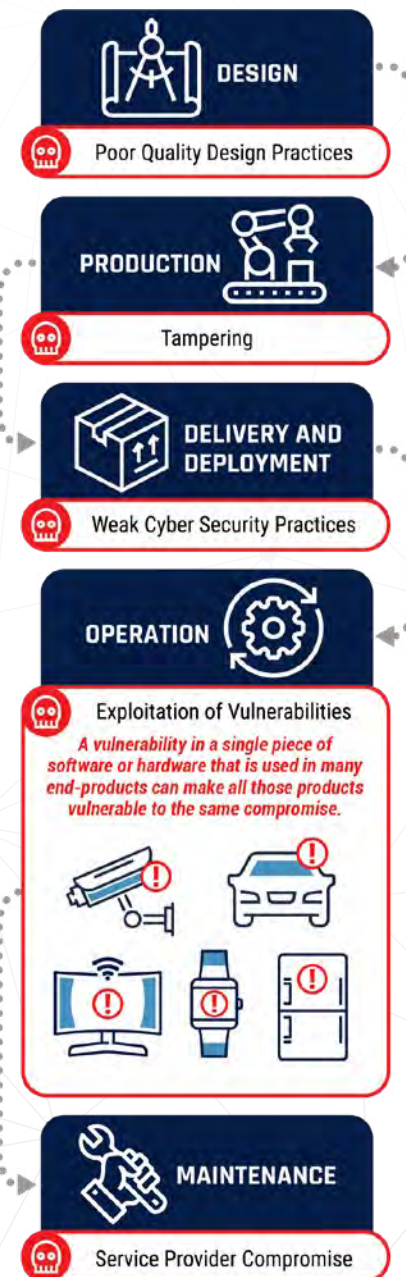 DESIGN
Poor Quality Design Practices
PRODUCTION
Tampering
DELIVERY AND
DEPLOYMENT
Weak Cyber Security Practices
OPERATION
Exploitation of Vulnerabilities
A vulnerability in a single piece of
software or hardware that is used in many
end-products can make all those products
vulnerable to the same compromise.
MAINTENANCE
Service Provider Compromise